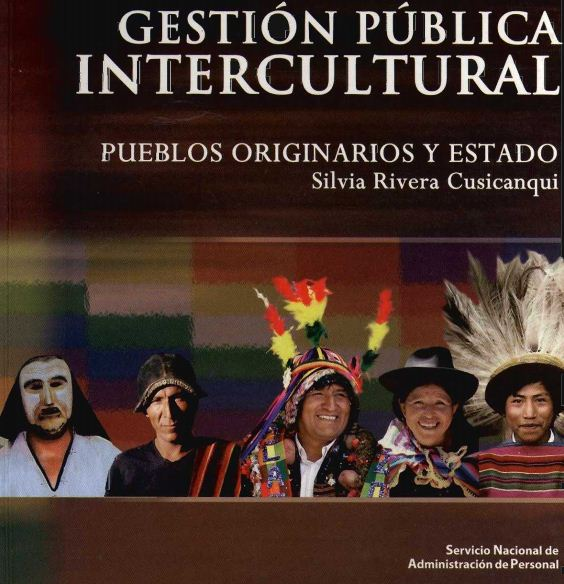 GESTIÓN PÚBLICA
INTERCULTURAL
PUEBLOS ORIGINARIOS Y ESTADO
Silvia Rivera Cusicanqui
Servicio Nacional de
Administración de Personal